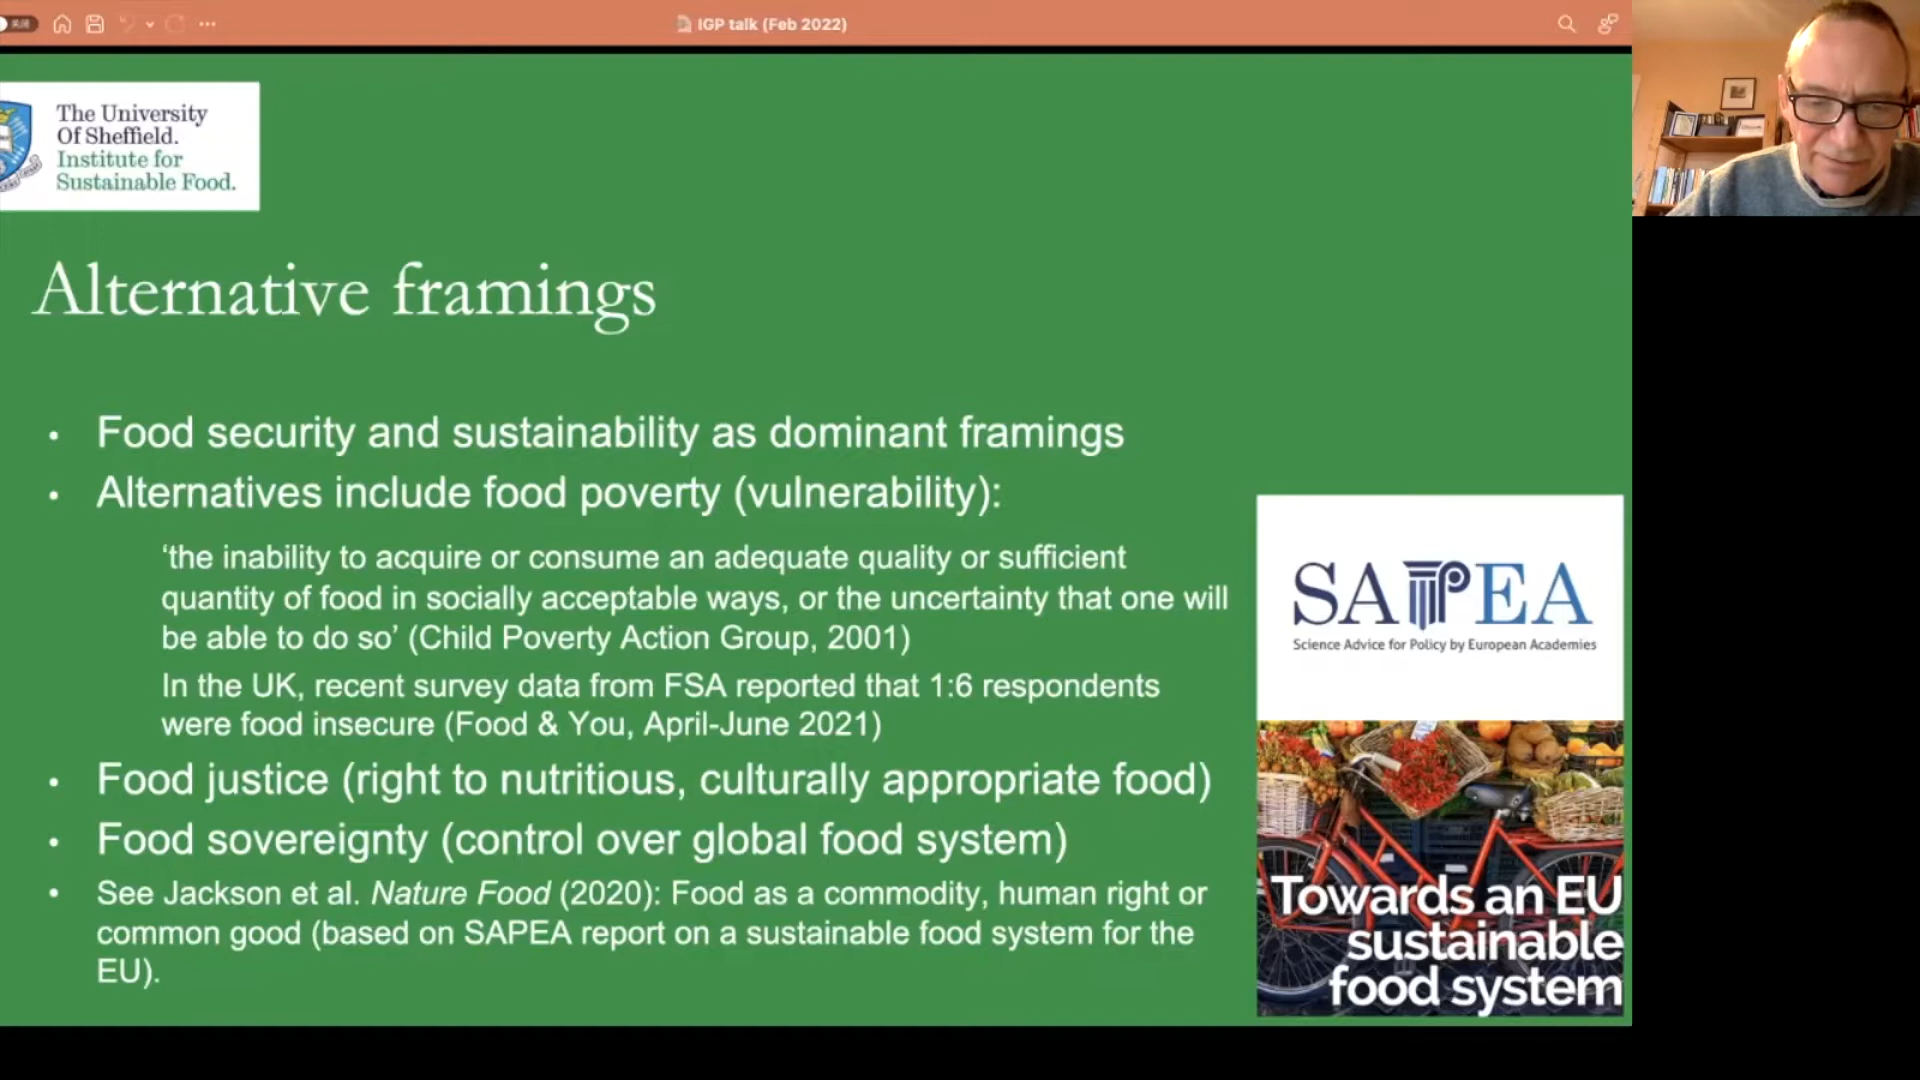 关闭
IGP talk (Feb 2022)
The University
Of Sheffield.
Institute for
Sustainable Food.
Alternative framings
• Food security and sustainability as dominant framings
• Alternatives include food poverty (vulnerability):
‘the inability to acquire or consume an adequate quality or sufficient
quantity of food in socially acceptable ways, or the uncertainty that one will
be able to do so’ (Child Poverty Action Group, 2001)
In the UK, recent survey data from FSA reported that 1:6 respondents
were food insecure (Food & You, April-June 2021)
• Food justice (right to nutritious, culturally appropriate food)
• Food sovereignty (control over global food system)
• See Jackson et al. Nature Food (2020): Food as a commodity, human right or
common good (based on SAPEA report on a sustainable food system for the
EU).
SAPEA
Science Advice for Policy by European Academies
Towards an EU
sustainable
food system